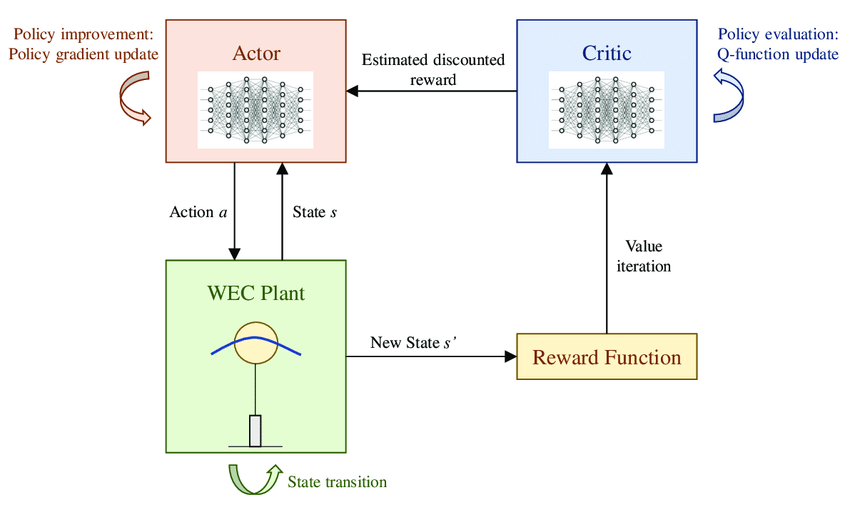 Policy improvement:
Policy gradient update
Actor
Estimated discounted
reward
Critic
Policy evaluation:
Q-function update
Action a
State s
Value
iteration
WEC Plant
New State s’
Reward Function
State transition